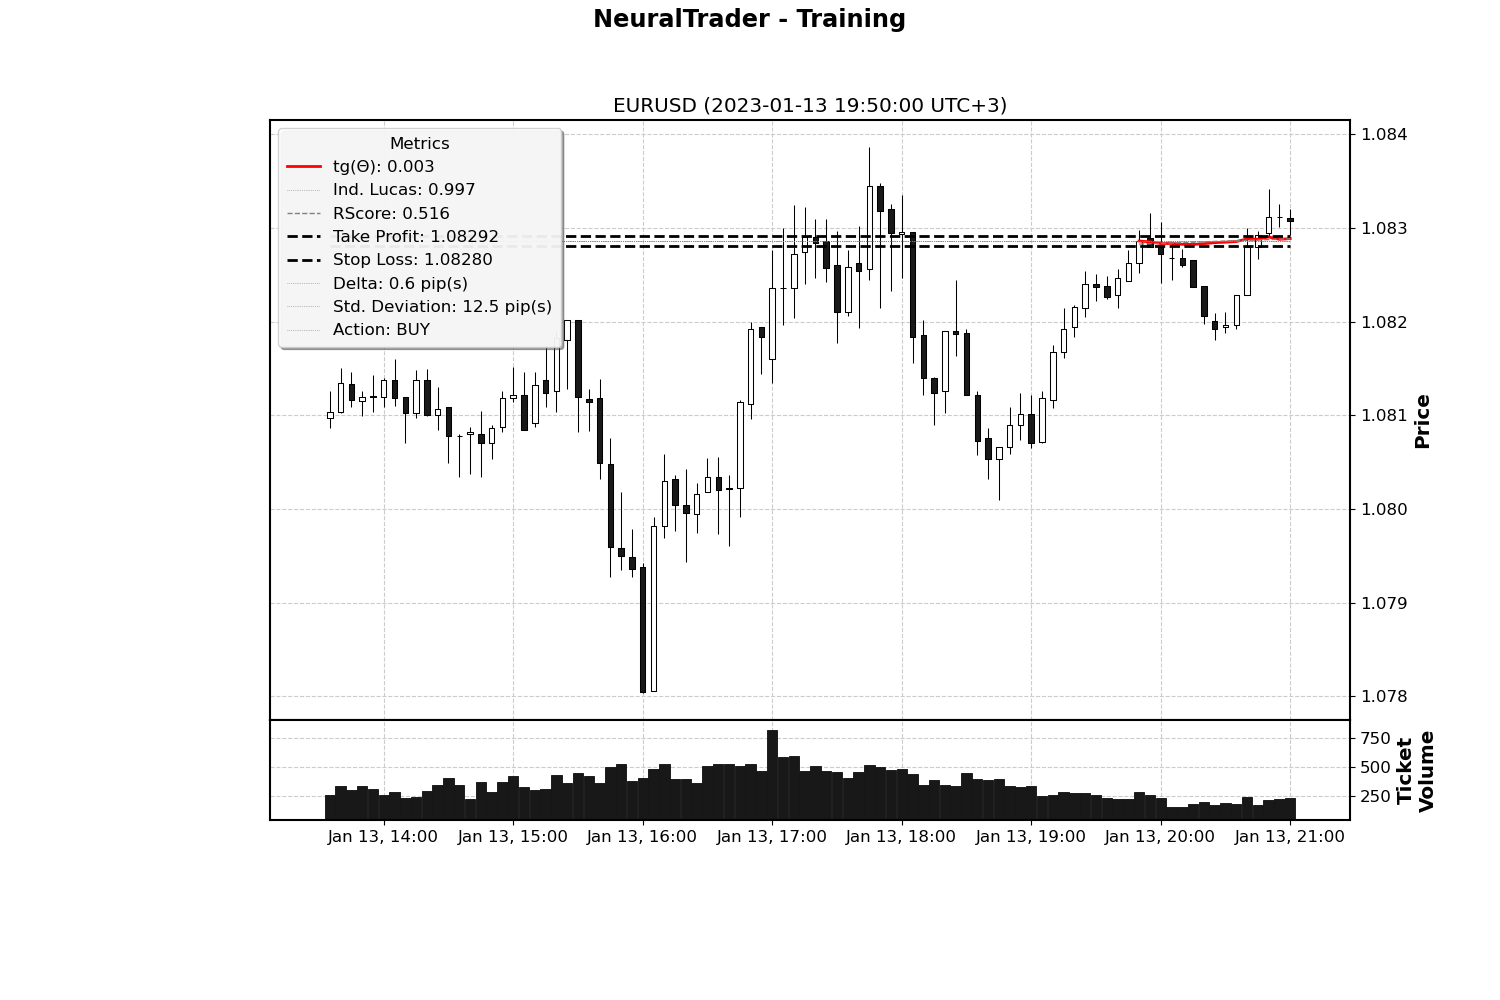 NeuralTrader - Training
EURUSD (2023-01-13 19:50:00 UTC+3)
Metrics
tg(Θ): 0.003
Ind. Lucas: 0.997
RScore: 0.516
Take Profit: 1.08292
Stop Loss: 1.08280
Delta: 0.6 pip(s)
Std. Deviation: 12.5 pip(s)
Action: BUY
1.084
1.083
1.082
1.081
1.080
1.079
1.078
Price
750
500
250
Ticket
Volume
Jan 13, 14:00
Jan 13, 15:00
Jan 13, 16:00
Jan 13, 17:00
Jan 13, 18:00
Jan 13, 19:00
Jan 13, 20:00
Jan 13, 21:00